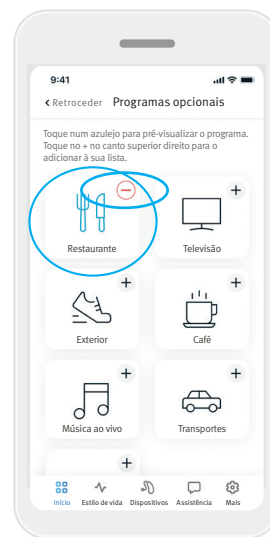 9:41
Retroceder Programas opcionais
Toque num azulejo para pré-visualizar o programa.
Toque no + no canto superior direito para o
adicionar à sua lista.
Restaurante Televisão
Exterior Café
Música ao vivo Transportes
Início Estilo de vida Dispositivos Assistência Mais